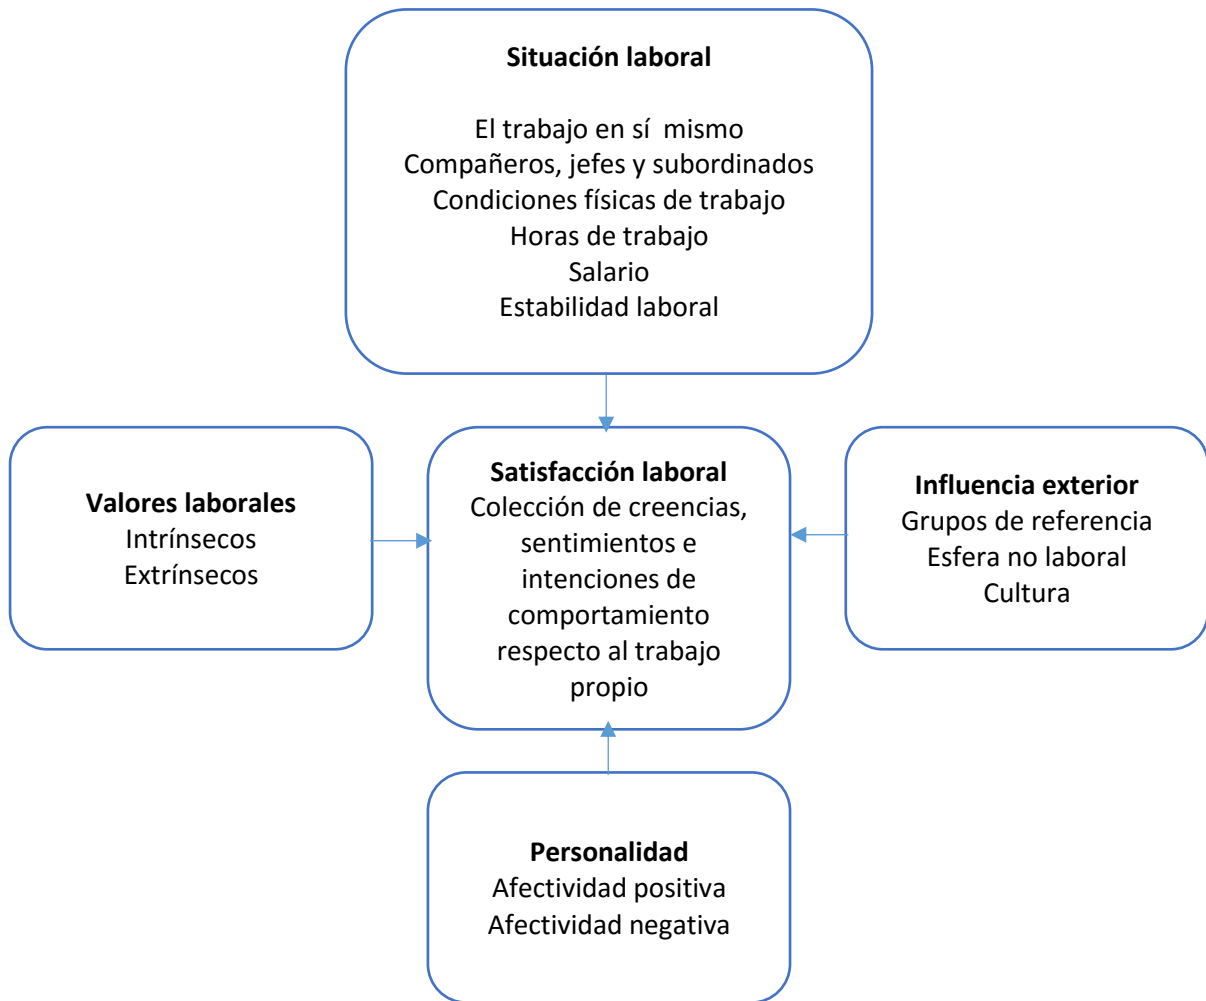 Situación laboral
El trabajo en sí  mismo
Compañeros, jefes y subordinados
Condiciones físicas de trabajo
Horas de trabajo
Salario
Estabilidad laboral
Valores laborales
Intrínsecos
Extrínsecos
Satisfacción laboral
Colección de creencias,
sentimientos e
intenciones de
comportamiento
respecto al trabajo
propio
Influencia exterior
Grupos de referencia
Esfera no laboral
Cultura
Personalidad
Afectividad positiva
Afectividad negativa